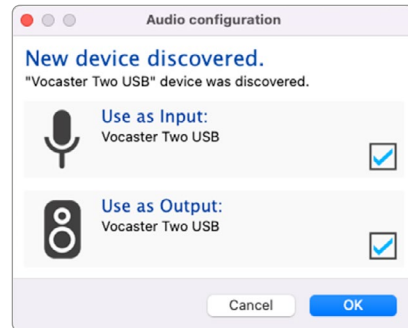 Audio configuration
New device discovered.
"Vocaster Two USB" device was discovered.
Use as Input:
Vocaster Two USB
Use as Output:
Vocaster Two USB
Cancel OK